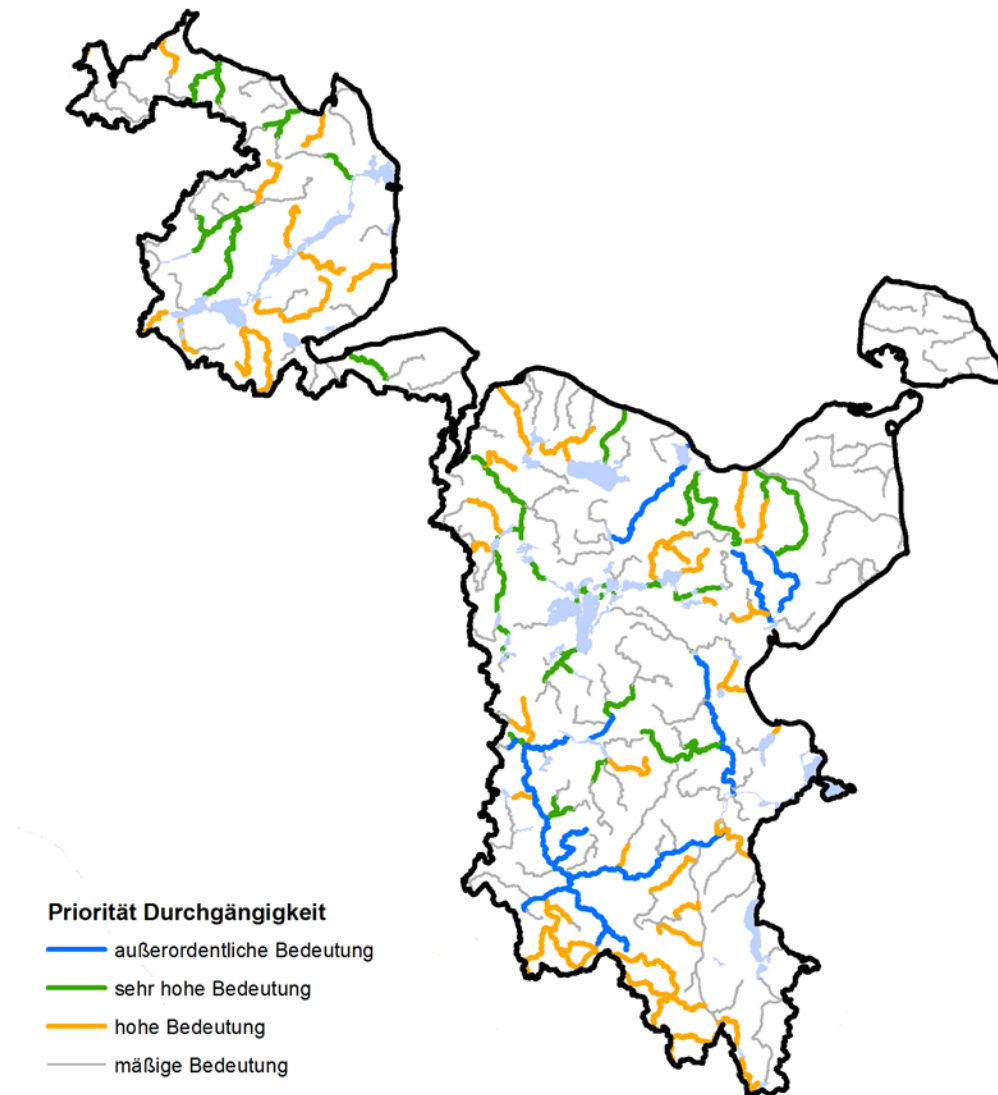 Priorität Durchgängigkeit
außerordentliche Bedeutung
sehr hohe Bedeutung
hohe Bedeutung
mäßige Bedeutung